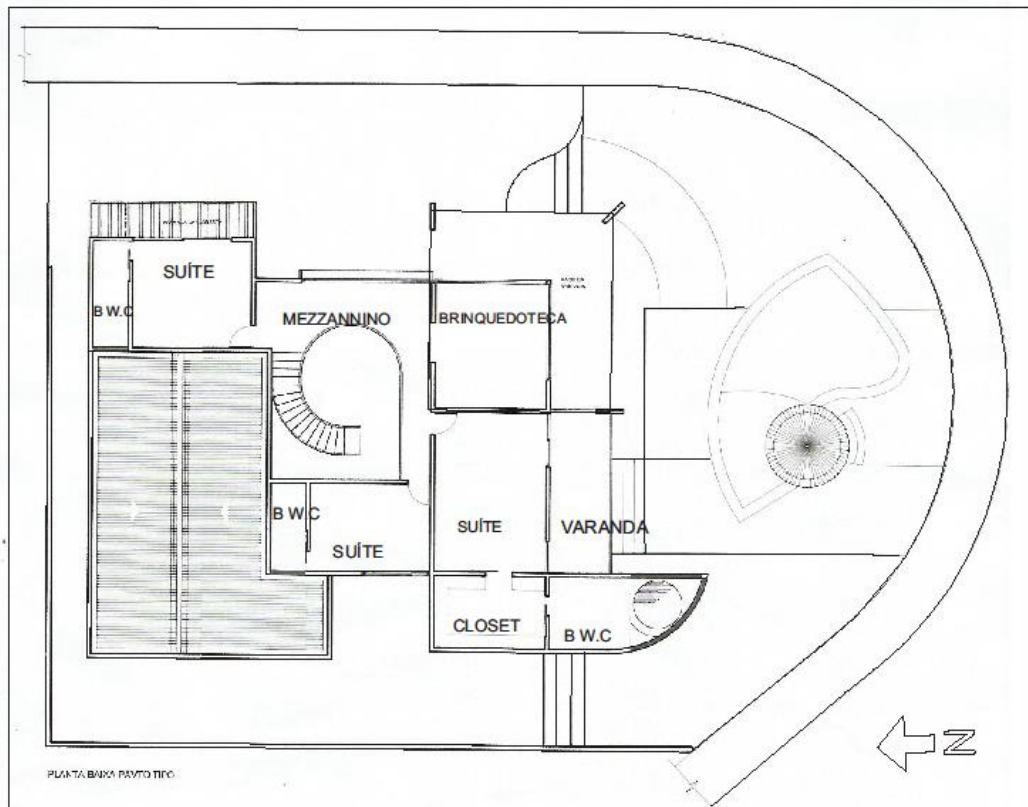 SUÍTE
B W.C
MEZZANNINO
BRINQUEDOTECA
B W.C
SUÍTE
SUÍTE
VARANDA
CLOSET
B W.C
N
PLANTA BAIXA PAVTO TIPO